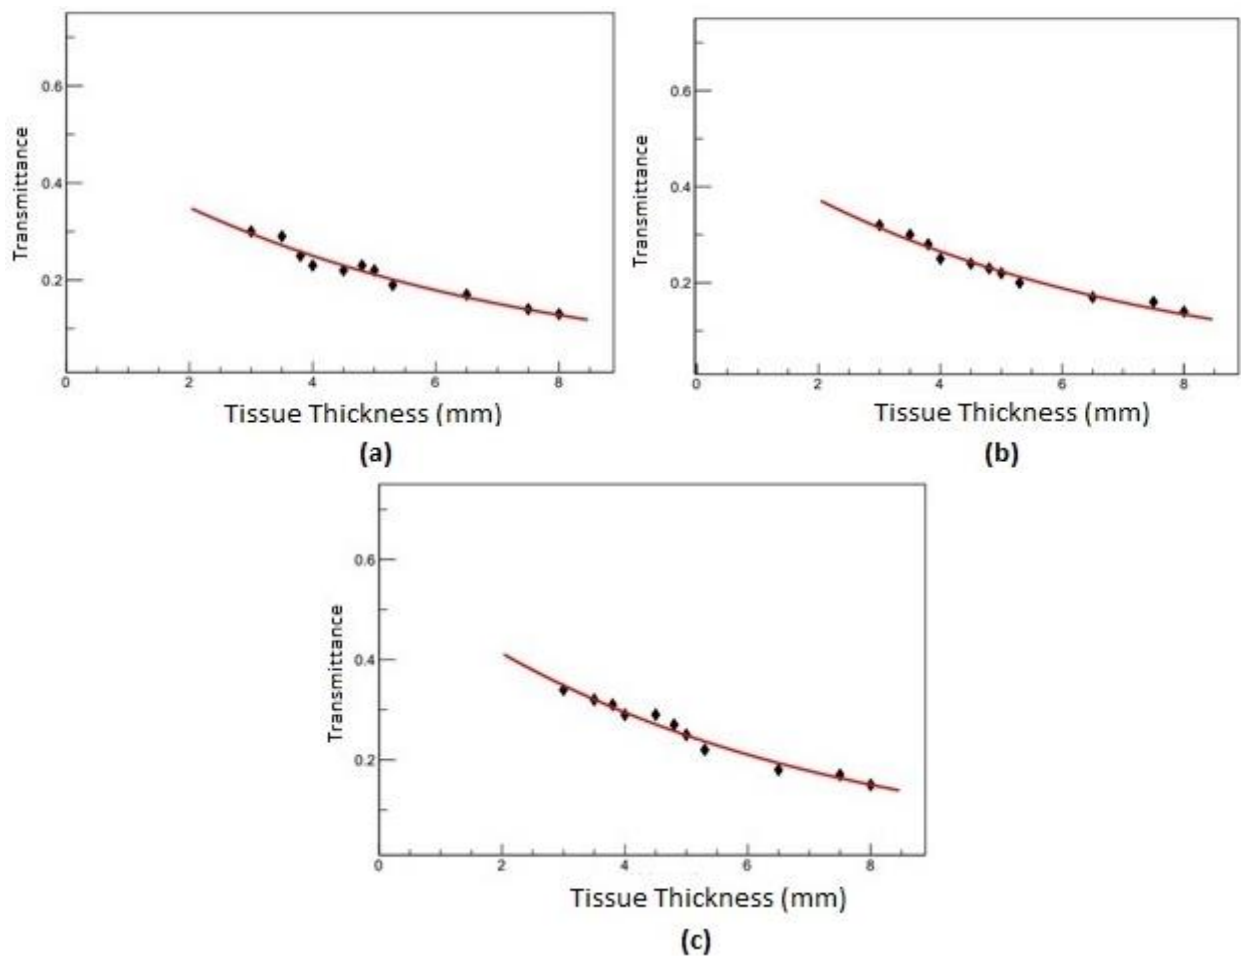 Transmittance
0.6
0.4
0.2
0 2 4 6 8
Tissue Thickness (mm)
(a)
Transmittance
0.6
0.4
0.2
0 2 4 6 8
Tissue Thickness (mm)
(b)
Transmittance
0.6
0.4
0.2
0 2 4 6 8
Tissue Thickness (mm)
(c)